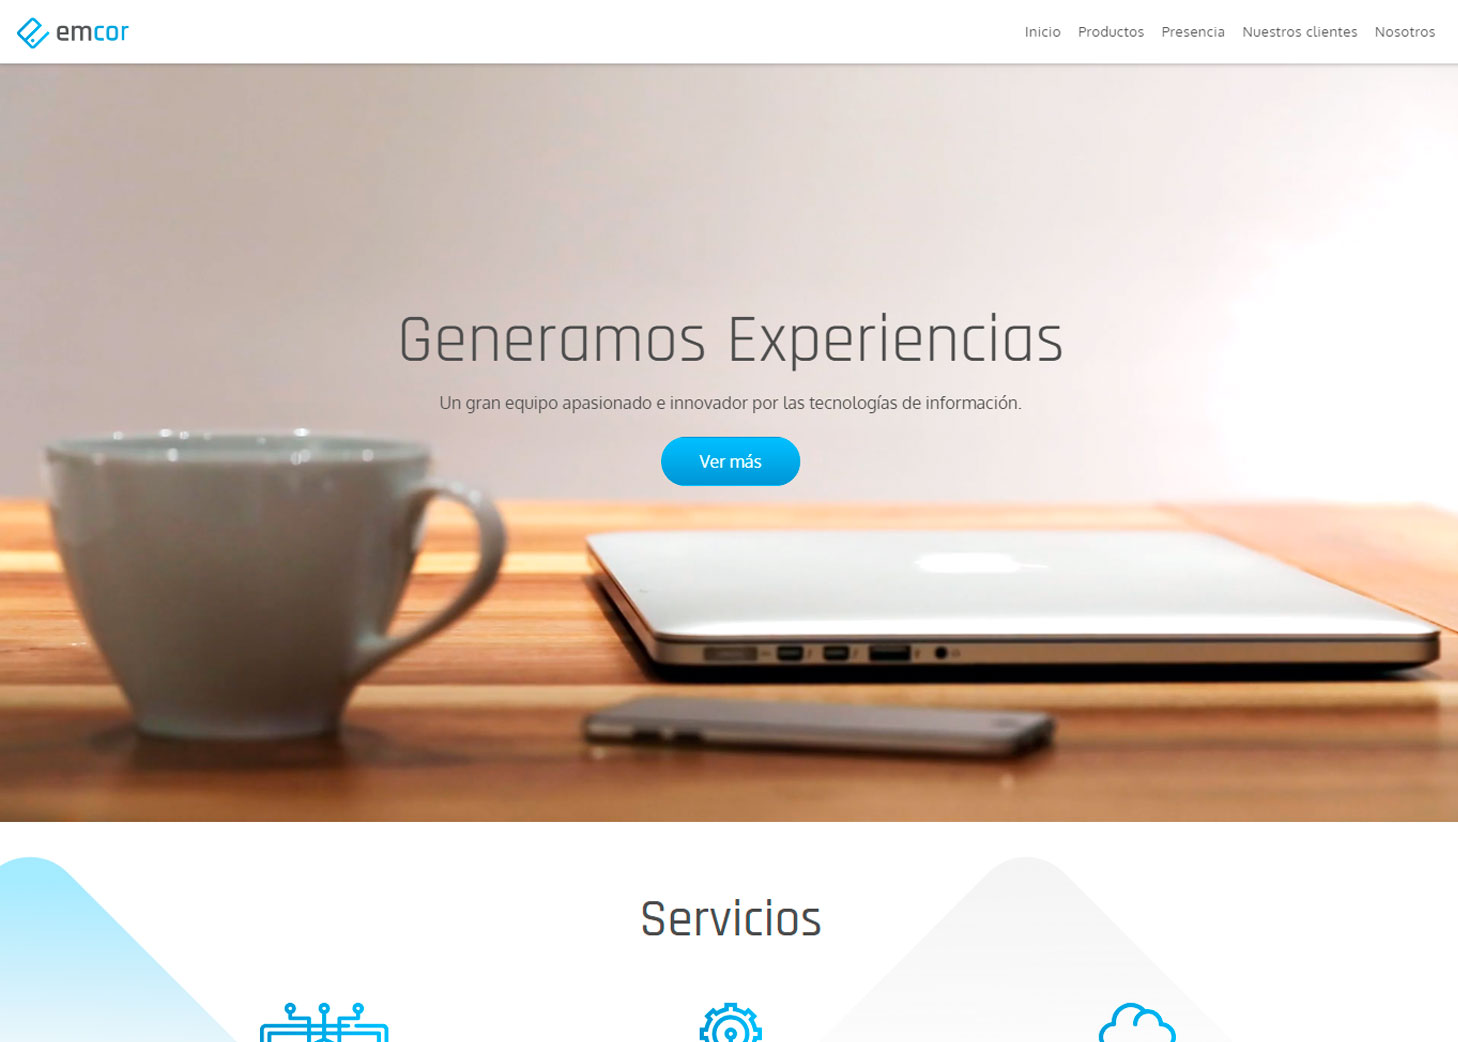 emcor
Inicio Productos Presencia Nuestros clientes Nosotros
Generamos Experiencias
Un gran equipo apasionado e innovador por las tecnologías de información.
Ver más
Servicios